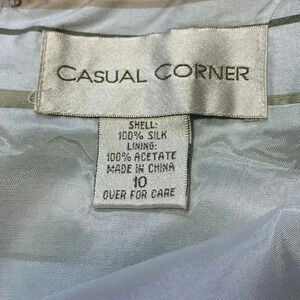 CASUAL CORNER
SHELL:
100% SILK
LINING:
100% ACETATE
MADE IN CHINA
10
OVER FOR CARE